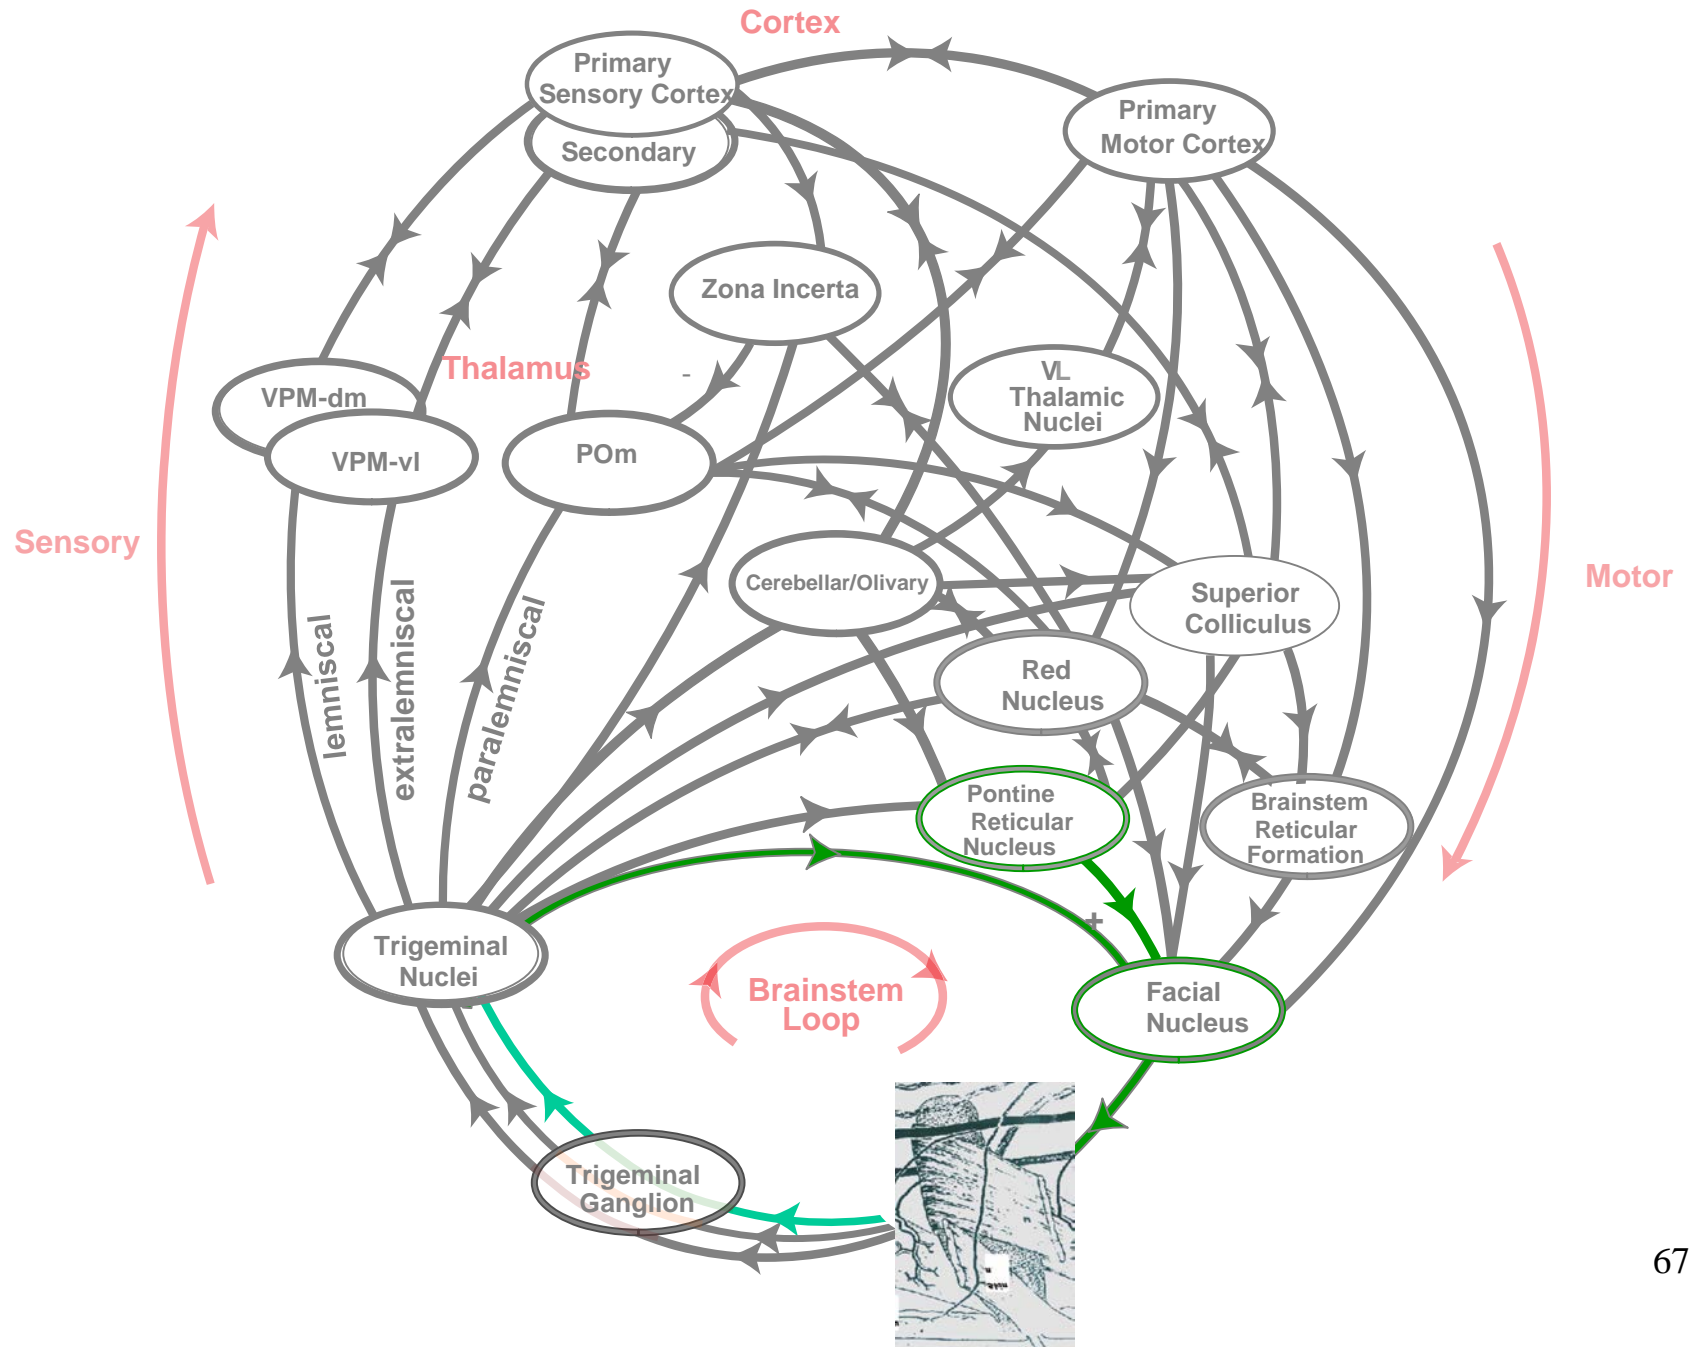 Cortex
Primary
Sensory Cortex
Secondary
Primary
Motor Cortex
Zona Incerta
Thalamus
-
VPM-dm
VPM-vl
POm
VL
Thalamic
Nuclei
Sensory
Motor
lemniscal
extralemniscal
paralemniscal
Cerebellar/Olivary
Superior
Colliculus
Red
Nucleus
Pontine
Reticular
Nucleus
Brainstem
Reticular
Formation
+
Trigeminal
Nuclei
Brainstem
Loop
Facial
Nucleus
Trigeminal
Ganglion
67